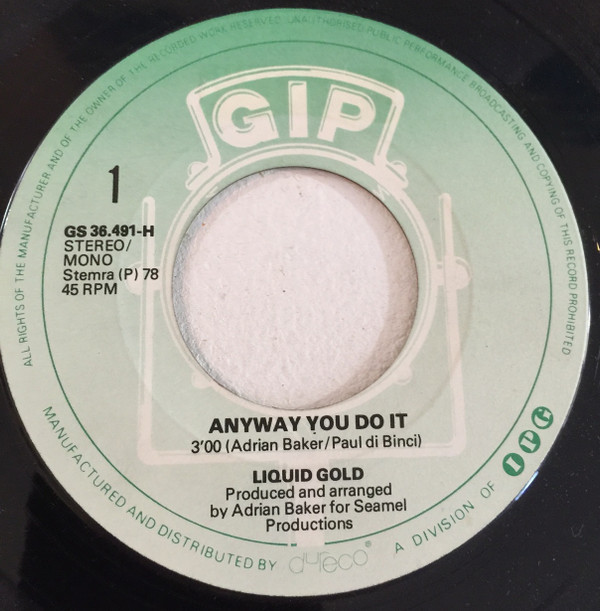 ALL RIGHTS OF THE MANUFACTURER AND OF THE OWNER OF THE RECORDED WORK RESERVED. UNAUTHORISED PUBLIC PERFORMANCE BROADCASTING AND COPYING OF THIS RECORD PROHIBITED
GIP
1
GS 36.491-H
STEREO/
MONO
Stemra (P) 78
45 RPM
ANYWAY YOU DO IT
3'00 (Adrian Baker/Paul di Binci)
LIQUID GOLD
Produced and arranged
by Adrian Baker for Seamel
Productions
MANUFACTURED AND DISTRIBUTED BY dureco® A DIVISION OF IPG